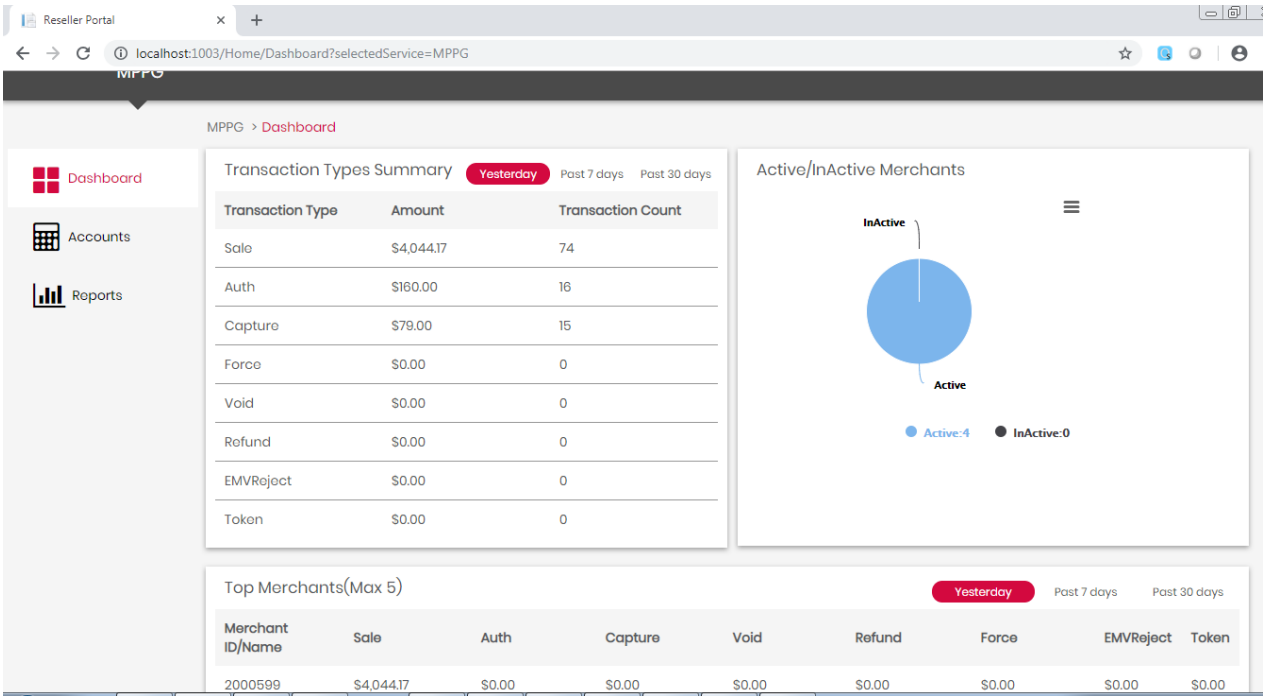 Reseller Portal
localhost:1003/Home/Dashboard?selectedService=MPPG
MPPG
MPPG > Dashboard
Dashboard
Accounts
Reports
Transaction Types Summary Yesterday Past 7 days Past 30 days
Transaction Type Amount Transaction Count
Sale $4,044.17 74
Auth $160.00 16
Capture $79.00 15
Force $0.00 0
Void $0.00 0
Refund $0.00 0
EMVReject $0.00 0
Token $0.00 0
Active/InActive Merchants
InActive
Active
Active:4 InActive:0
Top Merchants(Max 5) Yesterday Past 7 days Past 30 days
Merchant
ID/Name Sale Auth Capture Void Refund Force EMVReject Token
2000599 $4,044.17 $0.00 $0.00 $0.00 $0.00 $0.00 $0.00 $0.00